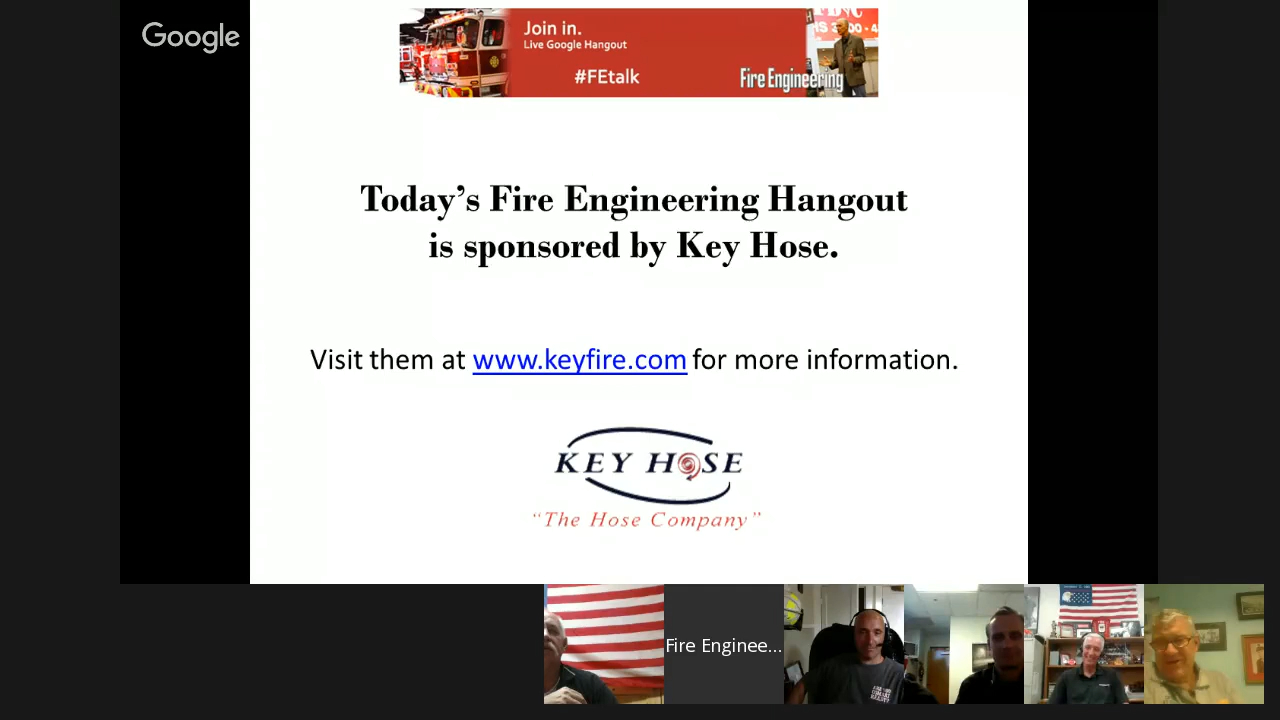 Google
Join in.
Live Google Hangout
#FEtalk
Fire Engineering
Today's Fire Engineering Hangout
is sponsored by Key Hose.
Visit them at www.keyfire.com for more information.
KEY HOSE
"The Hose Company"
Fire Enginee...